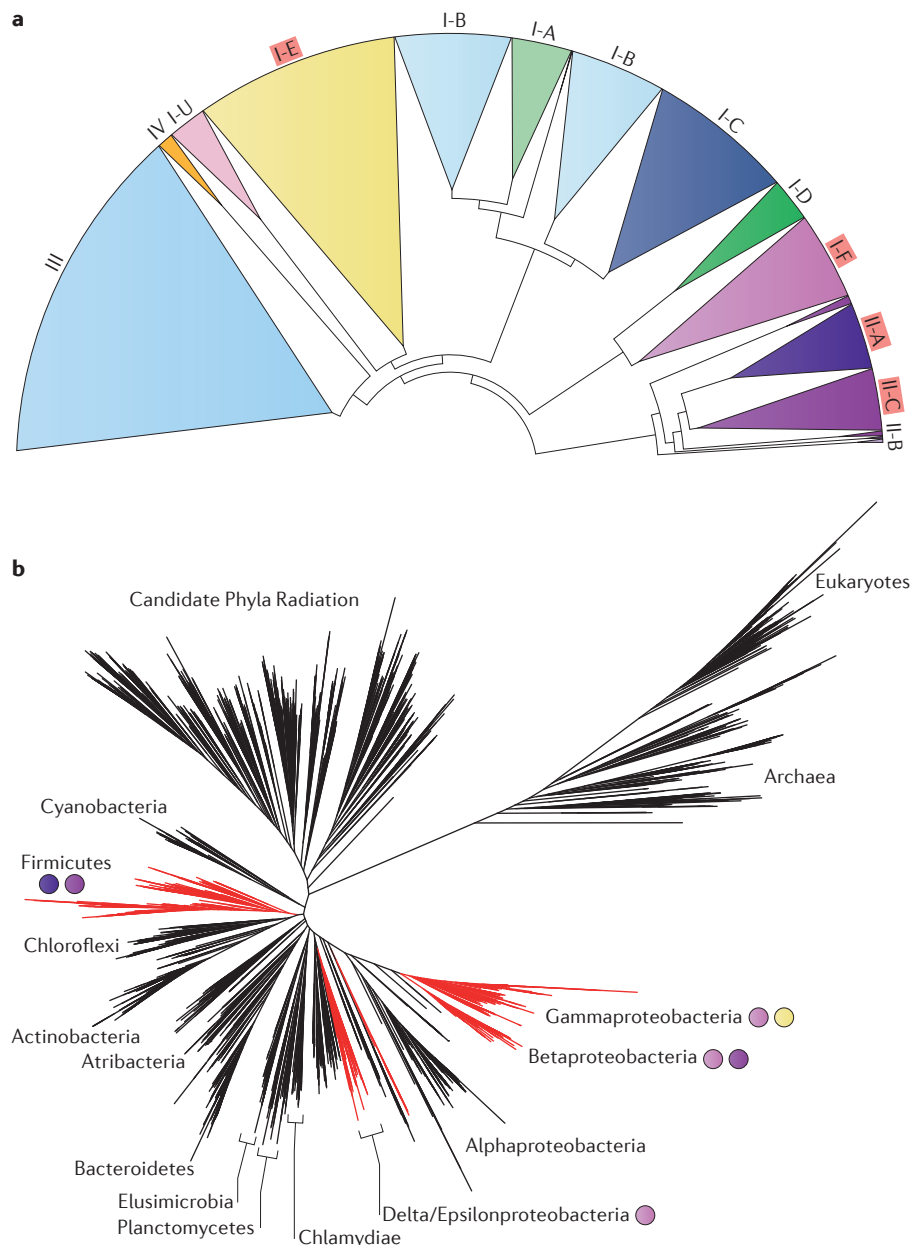 a
III
IV
I-U
I-E
I-B
I-A
I-B
I-C
I-D
I-F
II-A
II-C
II-B
b
Candidate Phyla Radiation
Eukaryotes
Archaea
Cyanobacteria
Firmicutes
Chloroflexi
Actinobacteria
Atribacteria
Bacteroidetes
Elusimicrobia
Planctomycetes
Chlamydiae
Delta/Epsilonproteobacteria
Alphaproteobacteria
Betaproteobacteria
Gammaproteobacteria